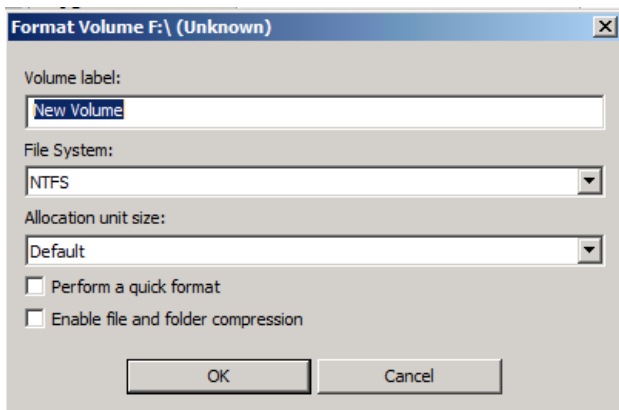 Format Volume F:\ (Unknown)
Volume label:
New Volume
File System:
NTFS
Allocation unit size:
Default
Perform a quick format
Enable file and folder compression
OK Cancel